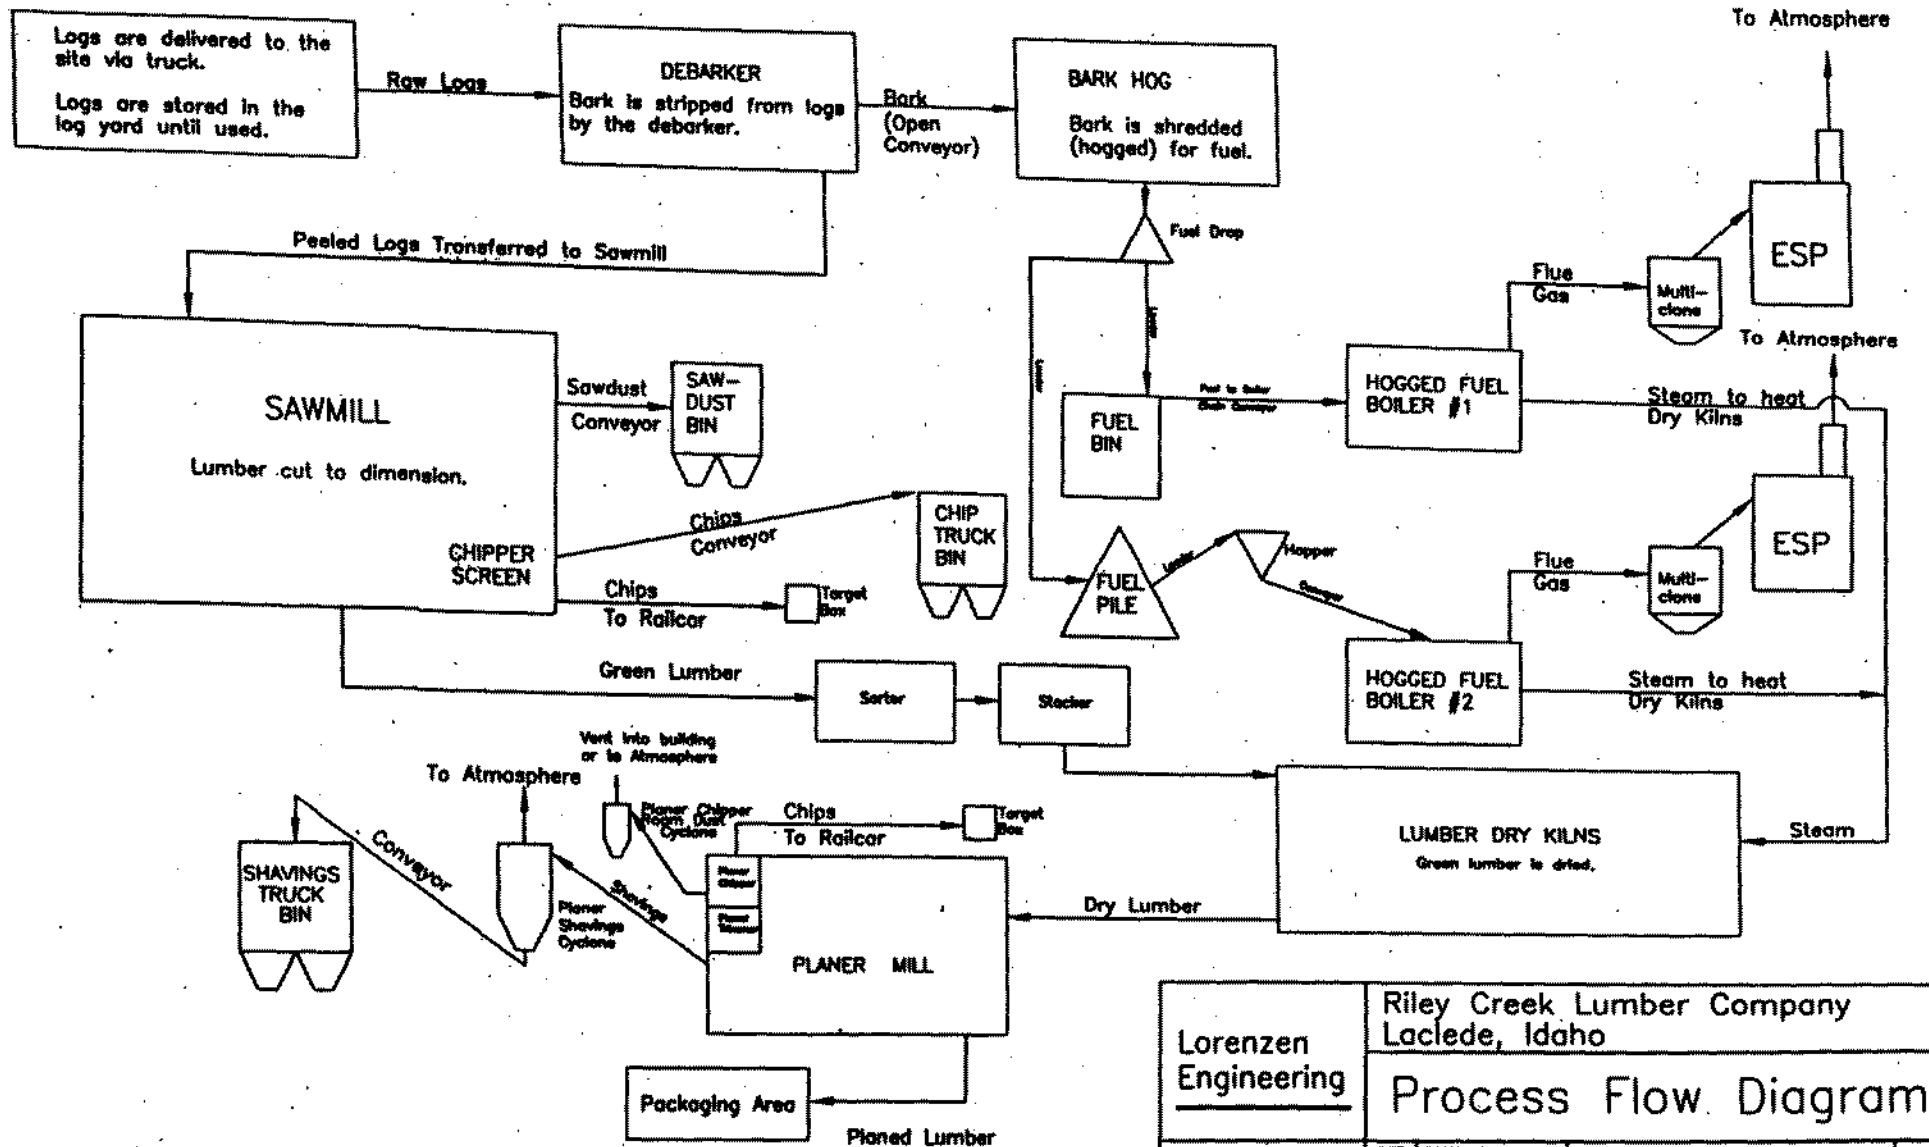 To Atmosphere
Logs are delivered to the
site via truck.
Logs are stored in the
log yard until used.
Raw Logs
DEBARKER
Bark is stripped from logs
by the debarker.
Bark
(Open
Conveyor)
BARK HOG
Bark is shredded
(hogged) for fuel.
Fuel Drop
Peeled Logs Transferred to Sawmill
ESP
Flue
Gas
Multi-
clone
To Atmosphere
SAWMILL
Lumber cut to dimension.
Sawdust
Conveyor
SAW-
DUST
BIN
Loader
Loader
FUEL
BIN
Fuel to Boiler
Chain Conveyor
HOGGED FUEL
BOILER #1
Steam to heat
Dry Kilns
CHIPPER
SCREEN
Chips
Conveyor
CHIP
TRUCK
BIN
Chips
To Railcar
Target
Box
FUEL
PILE
Loader
Hopper
Flue
Gas
Multi-
clone
ESP
HOGGED FUEL
BOILER #2
Steam to heat
Dry Kilns
Green Lumber
Sorter
Stacker
Vent into building
or to Atmosphere
To Atmosphere
Planer Chipper
Room Dust
Cyclone
Chips
To Railcar
Target
Box
LUMBER DRY KILNS
Green lumber is dried.
Steam
SHAVINGS
TRUCK
BIN
Conveyor
Planer
Shavings
Cyclone
Shavings
Planer
Chipper
Planer
Trimmer
PLANER MILL
Dry Lumber
Packaging Area
Planed Lumber
Lorenzen
Engineering
Riley Creek Lumber Company
Laclede, Idaho
Process Flow Diagram